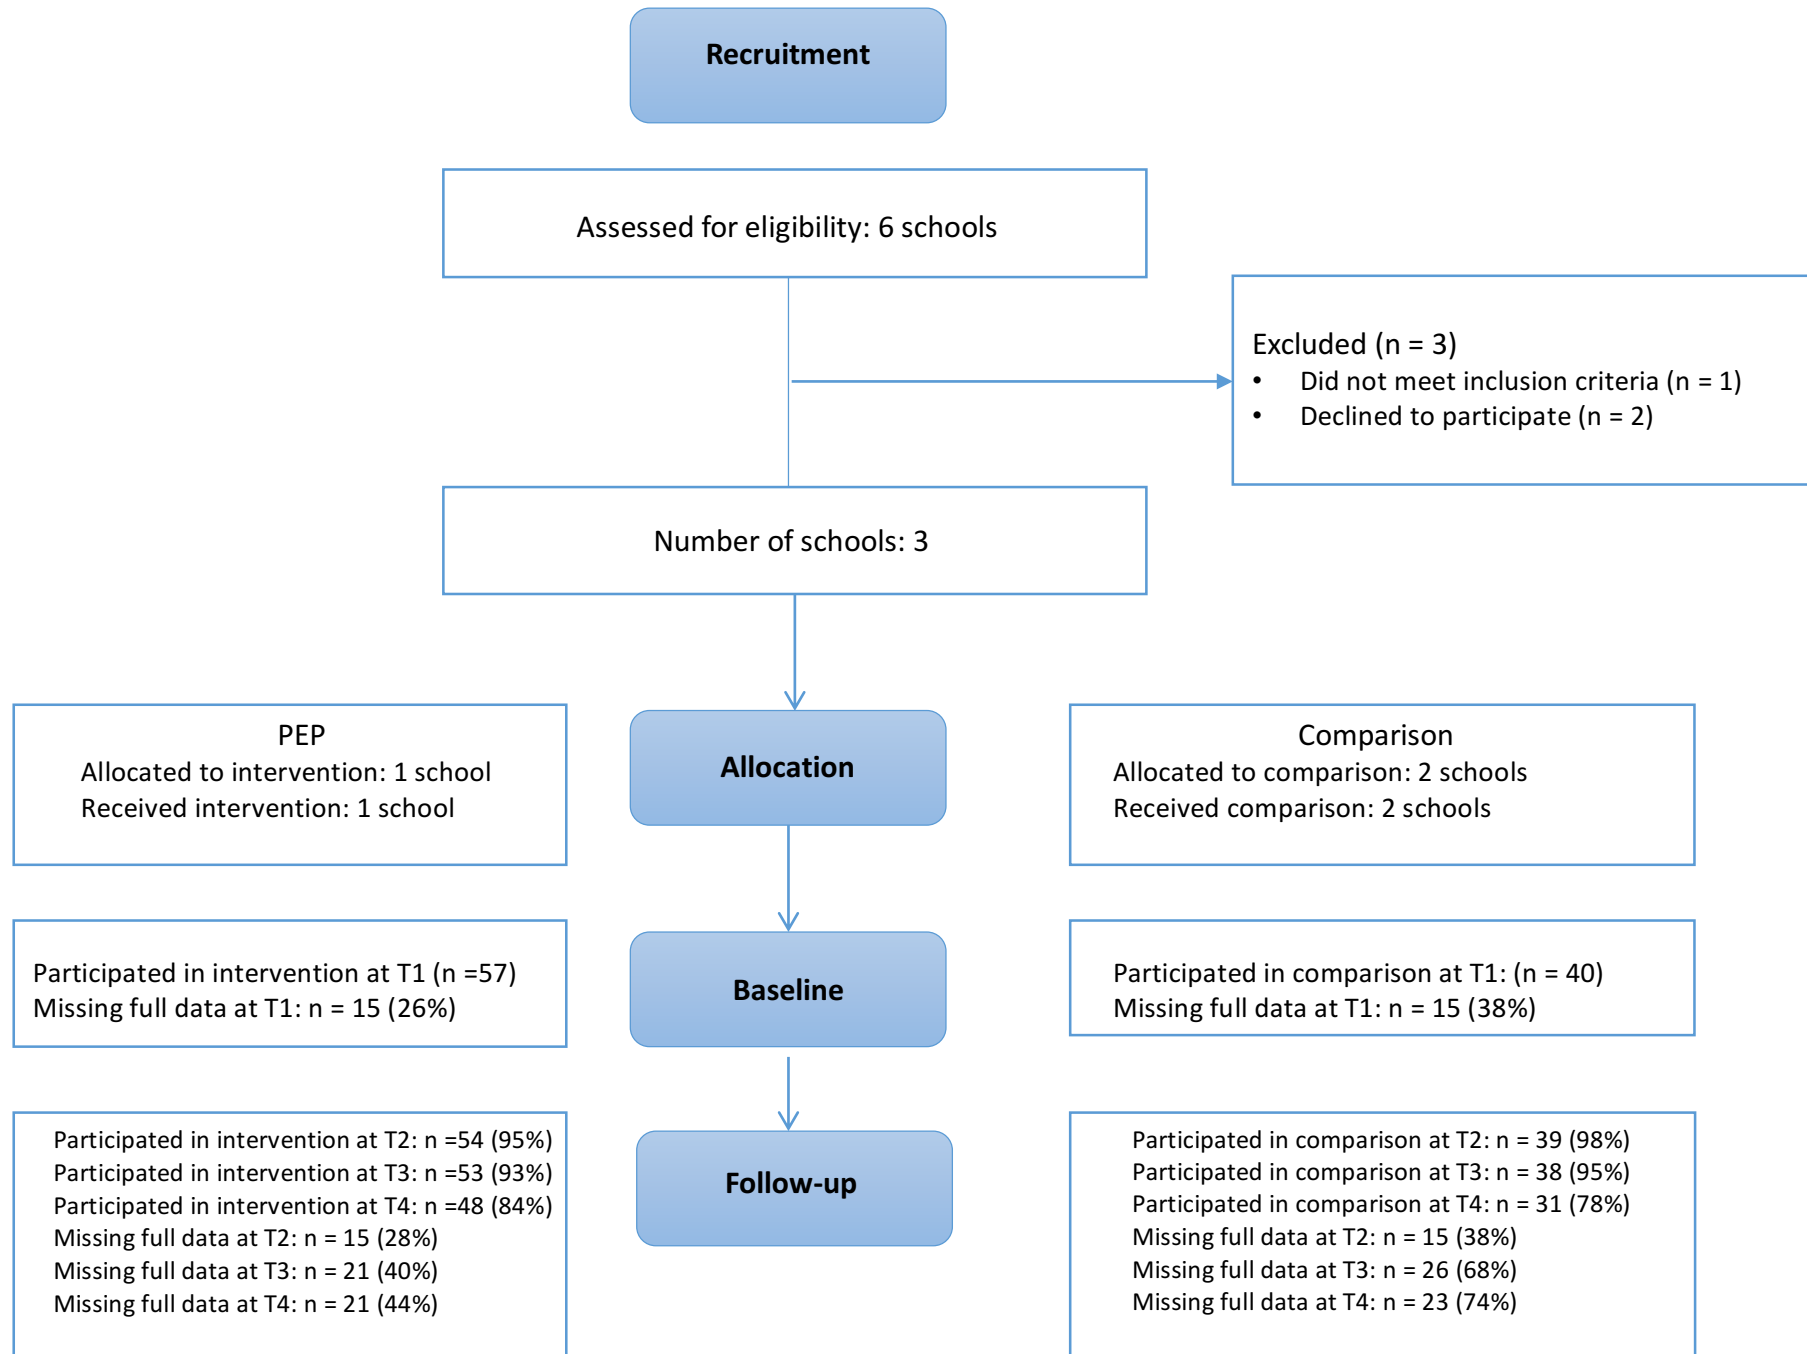 Recruitment
Assessed for eligibility: 6 schools
Excluded (n = 3)
• Did not meet inclusion criteria (n = 1)
• Declined to participate (n = 2)
Number of schools: 3
PEP
Allocated to intervention: 1 school
Received intervention: 1 school
Allocation
Comparison
Allocated to comparison: 2 schools
Received comparison: 2 schools
Participated in intervention at T1 (n =57)
Missing full data at T1: n = 15 (26%)
Baseline
Participated in comparison at T1: (n = 40)
Missing full data at T1: n = 15 (38%)
Participated in intervention at T2: n =54 (95%)
Participated in intervention at T3: n =53 (93%)
Participated in intervention at T4: n =48 (84%)
Missing full data at T2: n = 15 (28%)
Missing full data at T3: n = 21 (40%)
Missing full data at T4: n = 21 (44%)
Follow-up
Participated in comparison at T2: n = 39 (98%)
Participated in comparison at T3: n = 38 (95%)
Participated in comparison at T4: n = 31 (78%)
Missing full data at T2: n = 15 (38%)
Missing full data at T3: n = 26 (68%)
Missing full data at T4: n = 23 (74%)